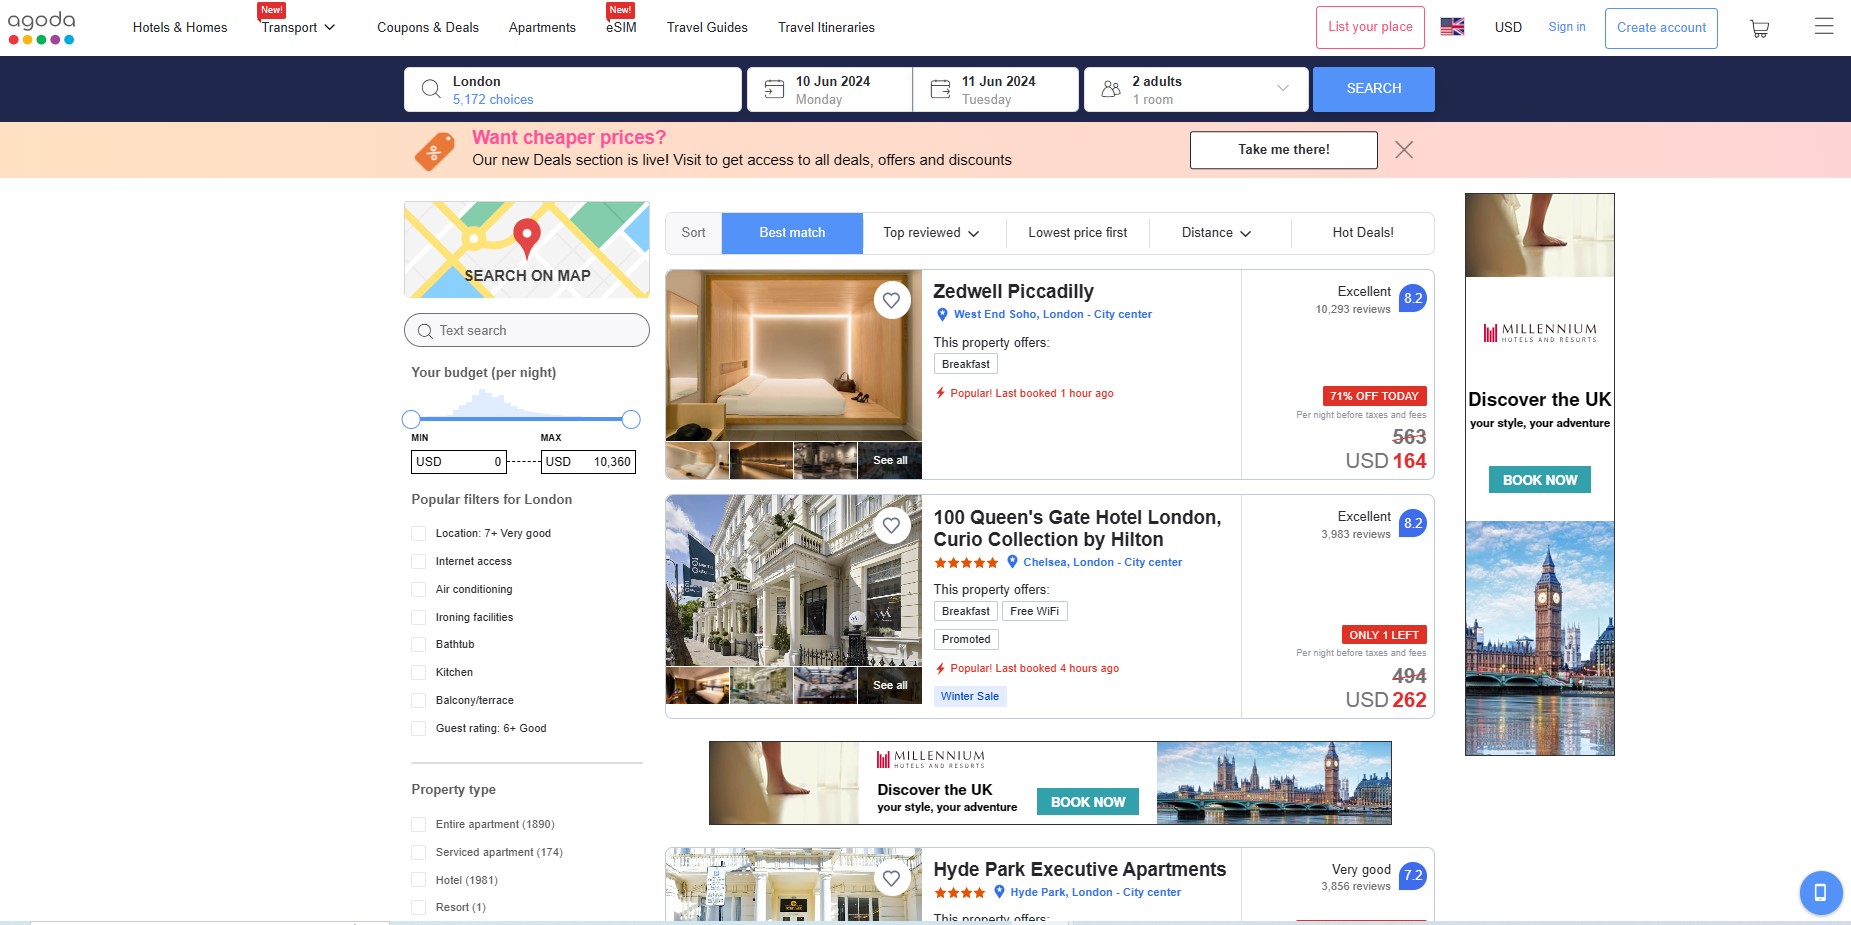 agoda
Hotels & Homes
New!
Transport
Coupons & Deals
Apartments
New!
eSIM
Travel Guides
Travel Itineraries
List your place
USD
Sign in
Create account
London
5,172 choices
10 Jun 2024
Monday
11 Jun 2024
Tuesday
2 adults
1 room
SEARCH
Want cheaper prices?
Our new Deals section is live! Visit to get access to all deals, offers and discounts
Take me there!
SEARCH ON MAP
Text search
Your budget (per night)
MIN
MAX
USD 0
USD 10,360
Popular filters for London
Location: 7+ Very good
Internet access
Air conditioning
Ironing facilities
Bathtub
Kitchen
Balcony/terrace
Guest rating: 6+ Good
Property type
Entire apartment (1890)
Serviced apartment (174)
Hotel (1981)
Resort (1)
Sort
Best match
Top reviewed
Lowest price first
Distance
Hot Deals!
See all
Zedwell Piccadilly
West End Soho, London - City center
This property offers:
Breakfast
Popular! Last booked 1 hour ago
Excellent
10,293 reviews
8.2
71% OFF TODAY
Per night before taxes and fees
563
USD 164
See all
100 Queen's Gate Hotel London,
Curio Collection by Hilton
Chelsea, London - City center
This property offers:
Breakfast
Free WiFi
Promoted
Popular! Last booked 4 hours ago
Winter Sale
Excellent
3,983 reviews
8.2
ONLY 1 LEFT
Per night before taxes and fees
494
USD 262
MILLENNIUM
HOTELS AND RESORTS
Discover the UK
your style, your adventure
BOOK NOW
Hyde Park Executive Apartments
Hyde Park, London - City center
This property offers:
Very good
3,856 reviews
7.2
MILLENNIUM
HOTELS AND RESORTS
Discover the UK
your style, your adventure
BOOK NOW